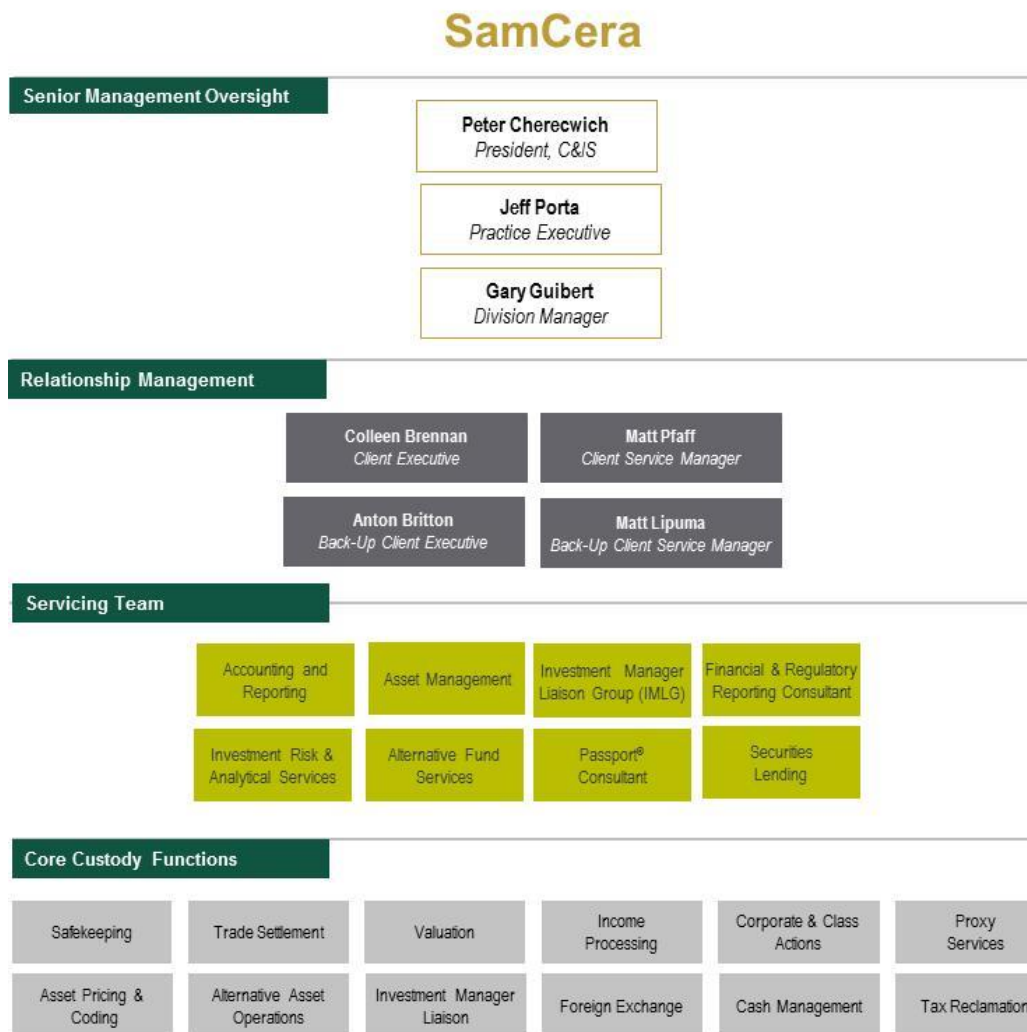 SamCera
Senior Management Oversight
Peter Cherecwich
President, C&IS
Jeff Porta
Practice Executive
Gary Guibert
Division Manager
Relationship Management
Colleen Brennan
Client Executive
Matt Pfaff
Client Service Manager
Anton Britton
Back-Up Client Executive
Matt Lipuma
Back-Up Client Service Manager
Servicing Team
Accounting and
Reporting
Asset Management
Investment Manager
Liaison Group (IMLG)
Financial & Regulatory
Reporting Consultant
Investment Risk &
Analytical Services
Alternative Fund
Services
Passport®
Consultant
Securities
Lending
Core Custody Functions
Safekeeping
Trade Settlement
Valuation
Income
Processing
Corporate & Class
Actions
Proxy
Services
Asset Pricing &
Coding
Alternative Asset
Operations
Investment Manager
Liaison
Foreign Exchange
Cash Management
Tax Reclamation